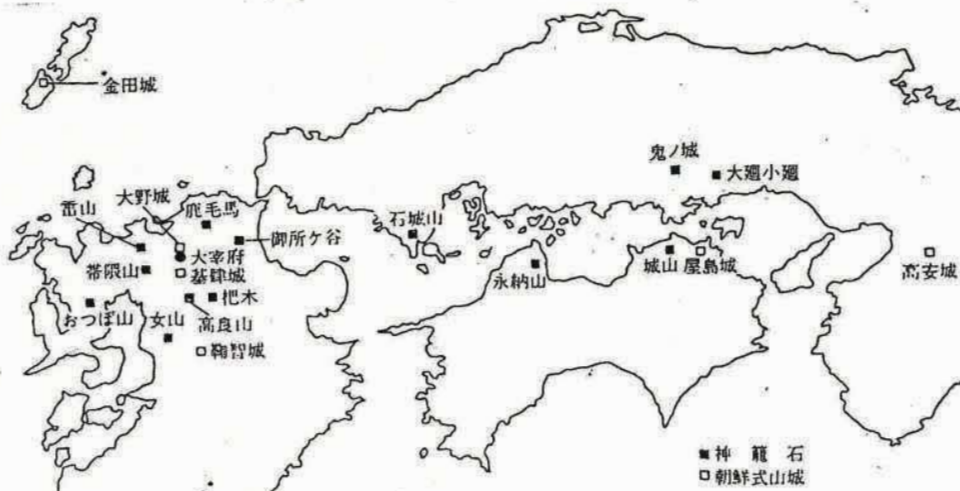 金田城
鬼ノ城
大廻小廻
大野城
鹿毛馬
雷山
石城山
御所ケ谷
大宰府
城山
屋島城
高安城
帯隈山
基肄城
永納山
杷木
おつぼ山
女山
高良山
鞠智城
神籠石
朝鮮式山城